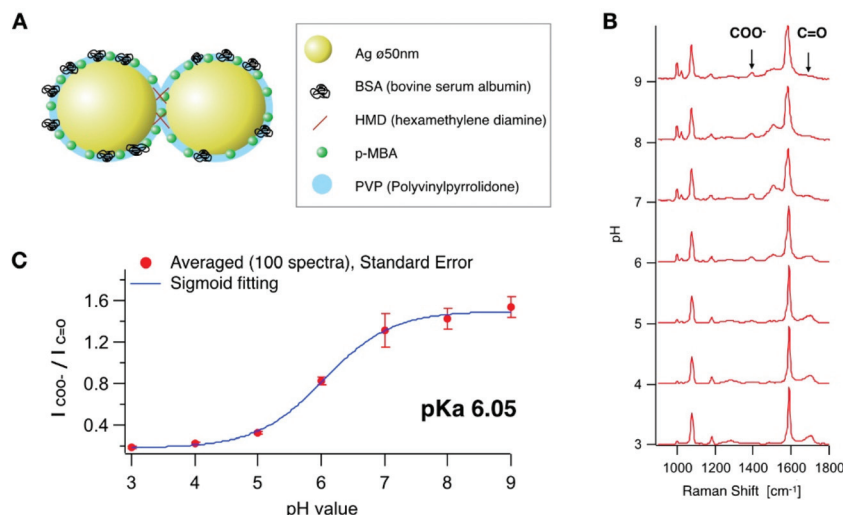 A
Ag ø50nm
BSA (bovine serum albumin)
HMD (hexamethylene diamine)
p-MBA
PVP (Polyvinylpyrrolidone)
B
COO-
C=O
9
8
7
6
5
4
3
pH
1000
1200
1400
1600
1800
Raman Shift [cm-1]
C
Averaged (100 spectra), Standard Error
Sigmoid fitting
1.6
1.2
0.8
0.4
I COO- / I C=O
pKa 6.05
3
4
5
6
7
8
9
pH value